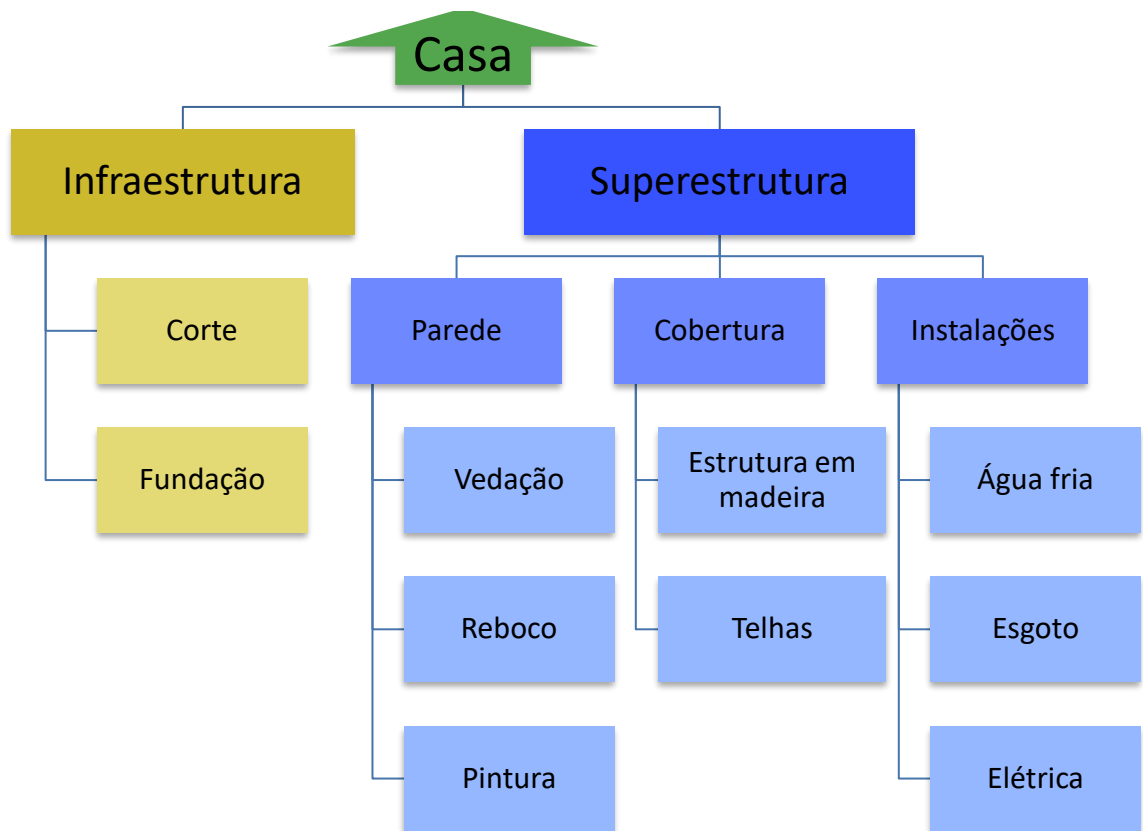 Casa
Infraestrutura
Superestrutura
Corte
Parede
Cobertura
Instalações
Fundação
Vedação
Estrutura em
madeira
Água fria
Reboco
Telhas
Esgoto
Pintura
Elétrica